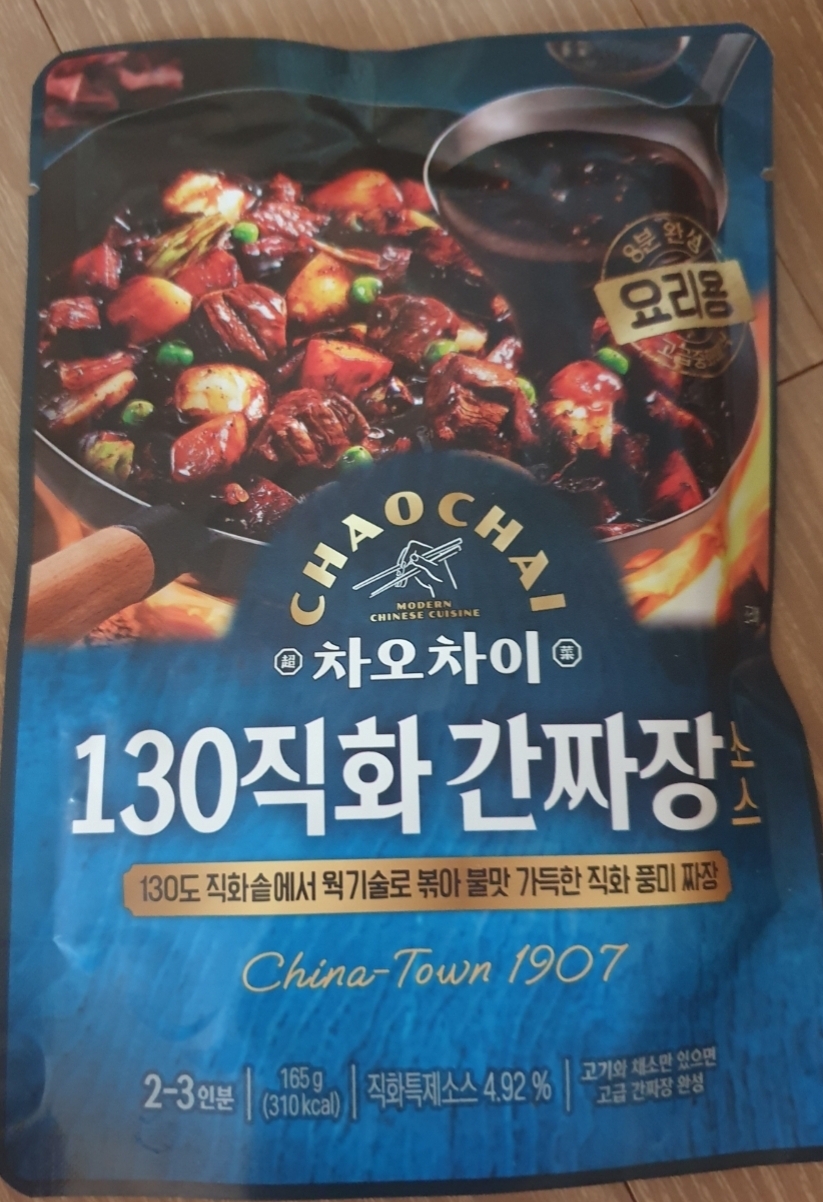 8분 완성
요리용
CHAOCHAI
MODERN
CHINESE CUISINE
超 차오차이 菜
130직화 간짜장 소스
130도 직화솥에서 웍기술로 볶아 불맛 가득한 직화 풍미 짜장
China-Town 1907
2-3인분 | 165 g (310 kcal) | 직화특제소스 4.92 % | 고기와 채소만 있으면 고급 간짜장 완성